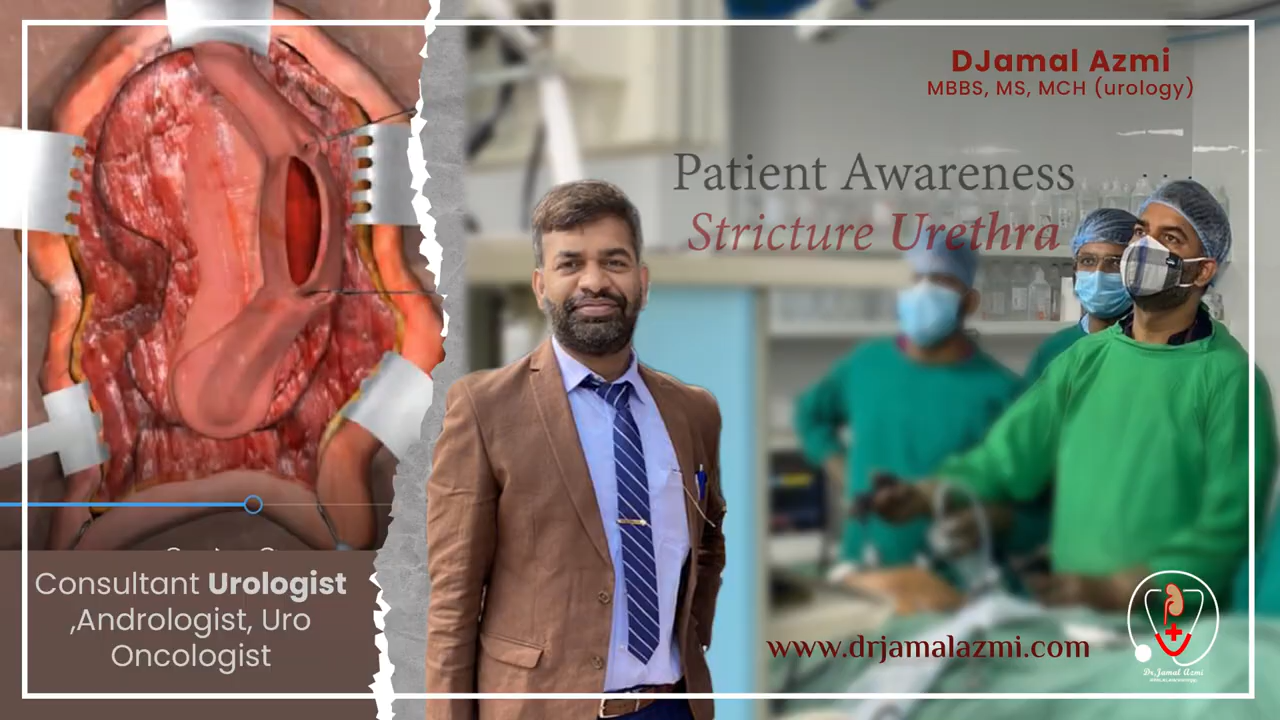 DJamal Azmi
MBBS, MS, MCH (urology)
Patient Awareness
Stricture Urethra
Consultant Urologist
,Andrologist, Uro
Oncologist
www.drjamalazmi.com
Dr.Jamal Azmi